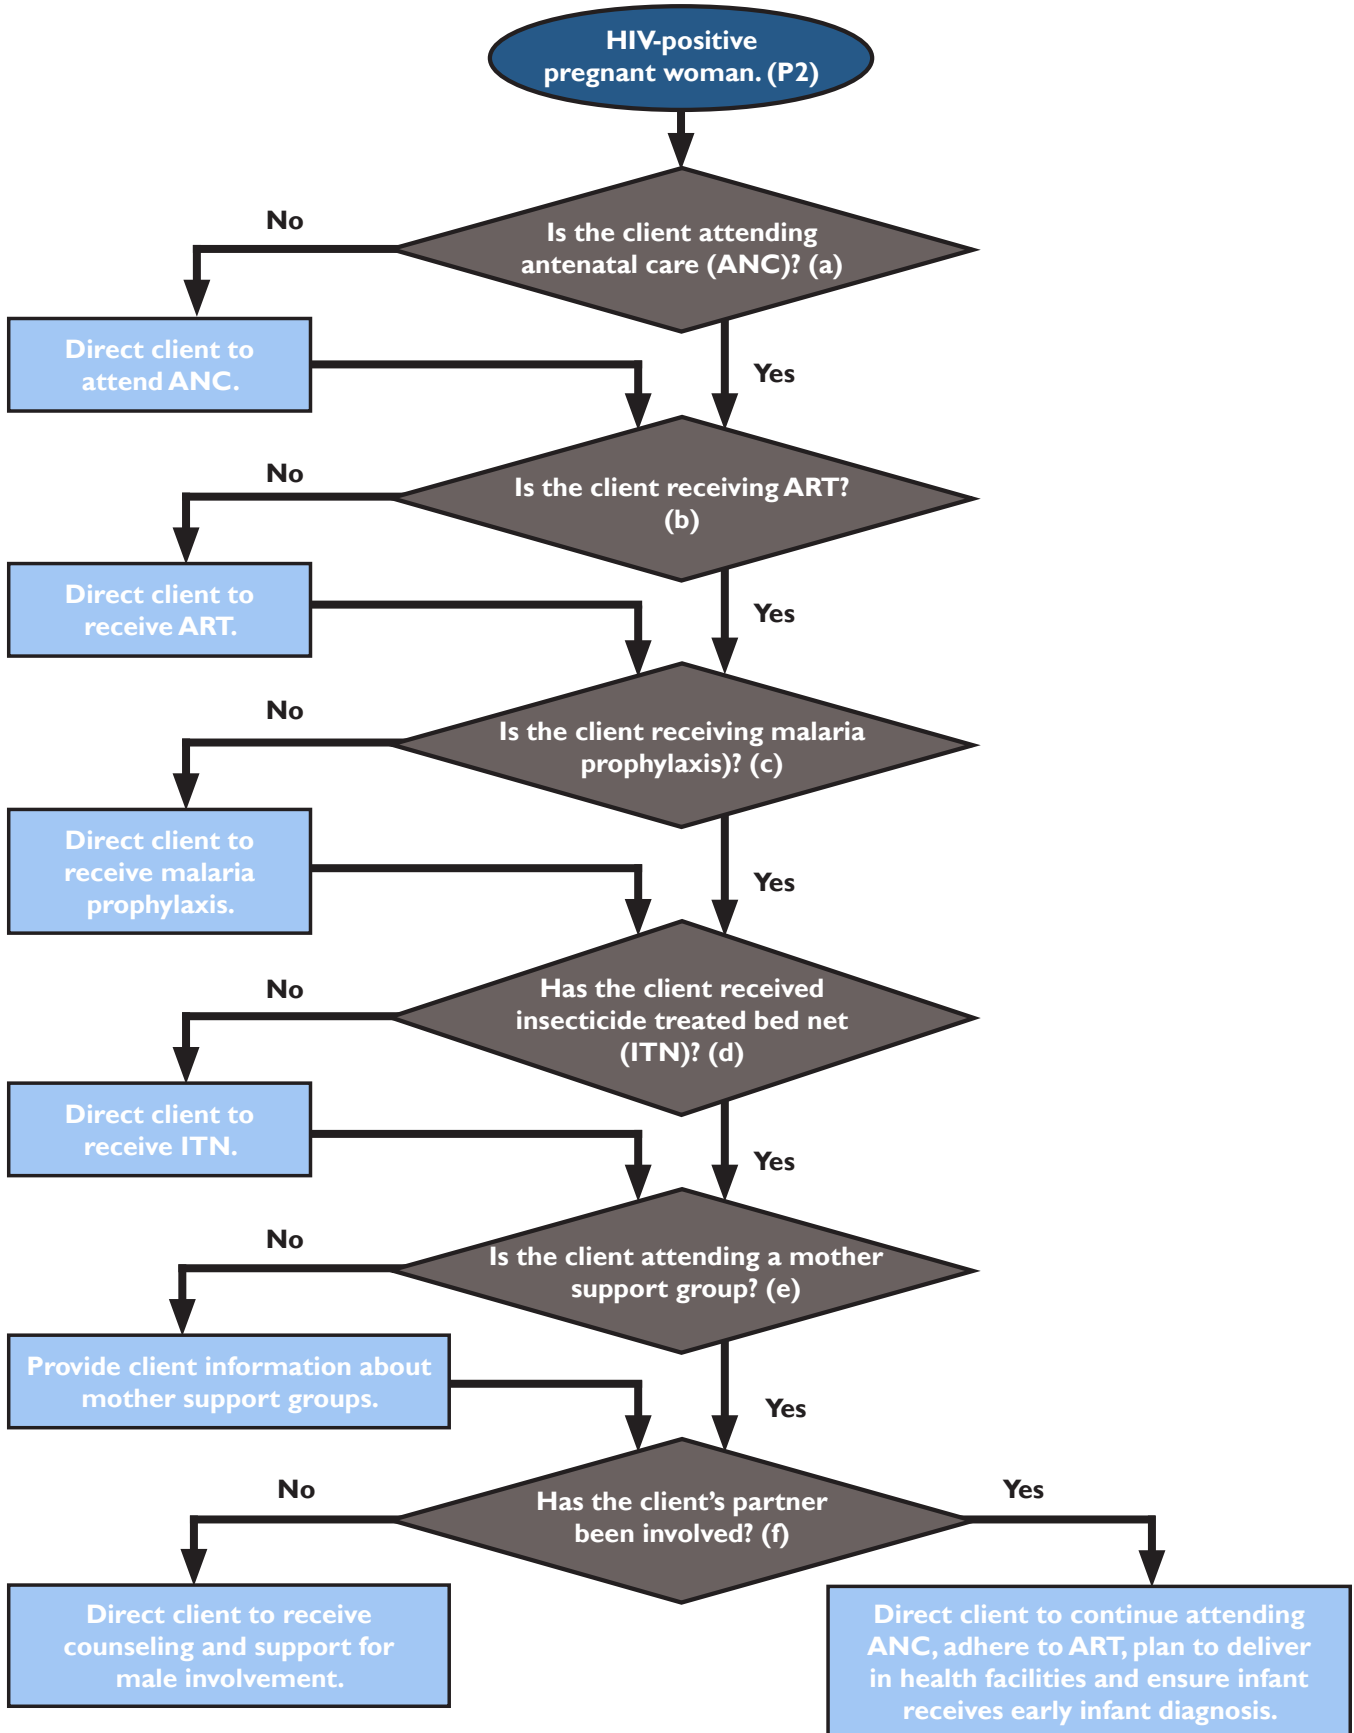 HIV-positive
pregnant woman. (P2)
No
Is the client attending
antenatal care (ANC)? (a)
Direct client to
attend ANC.
Yes
No
Is the client receiving ART?
(b)
Direct client to
receive ART.
Yes
No
Is the client receiving malaria
prophylaxis)? (c)
Direct client to
receive malaria
prophylaxis.
Yes
No
Has the client received
insecticide treated bed net
(ITN)? (d)
Direct client to
receive ITN.
Yes
No
Is the client attending a mother
support group? (e)
Provide client information about
mother support groups.
Yes
No
Has the client’s partner
been involved? (f)
Yes
Direct client to receive
counseling and support for
male involvement.
Direct client to continue attending
ANC, adhere to ART, plan to deliver
in health facilities and ensure infant
receives early infant diagnosis.